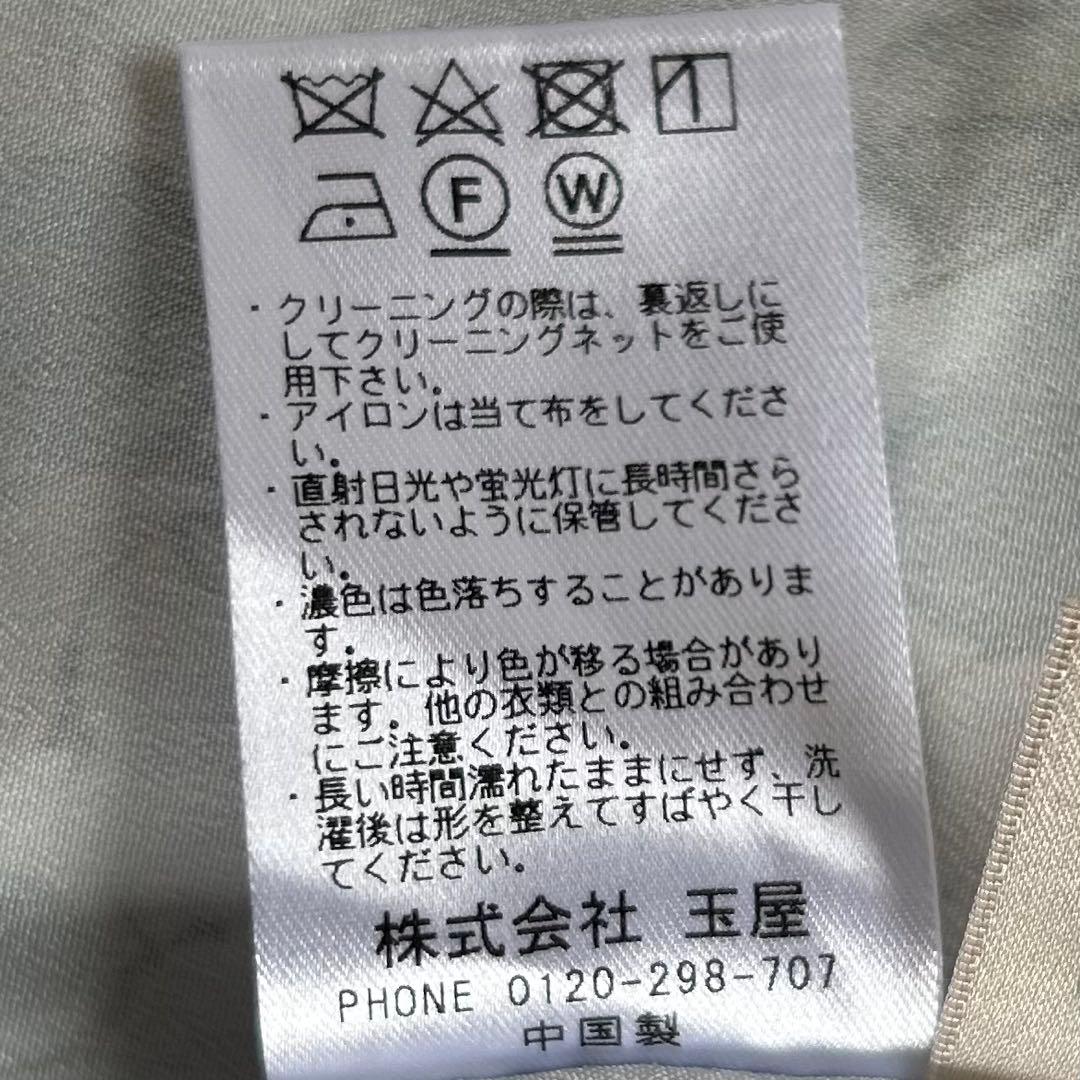 F W
・クリーニングの際は、裏返しに
してクリーニングネットをご使
用下さい。
・アイロンは当て布をしてくださ
い。
・直射日光や蛍光灯に長時間さら
されないように保管してくださ
い。
・濃色は色落ちすることがありま
す。
・摩擦により色が移る場合があり
ます。他の衣類との組み合わせ
にご注意ください。
・長い時間濡れたままにせず、洗
濯後は形を整えてすばやく干し
てください。
株式会社 玉屋
PHONE 0120-298-707
中国製